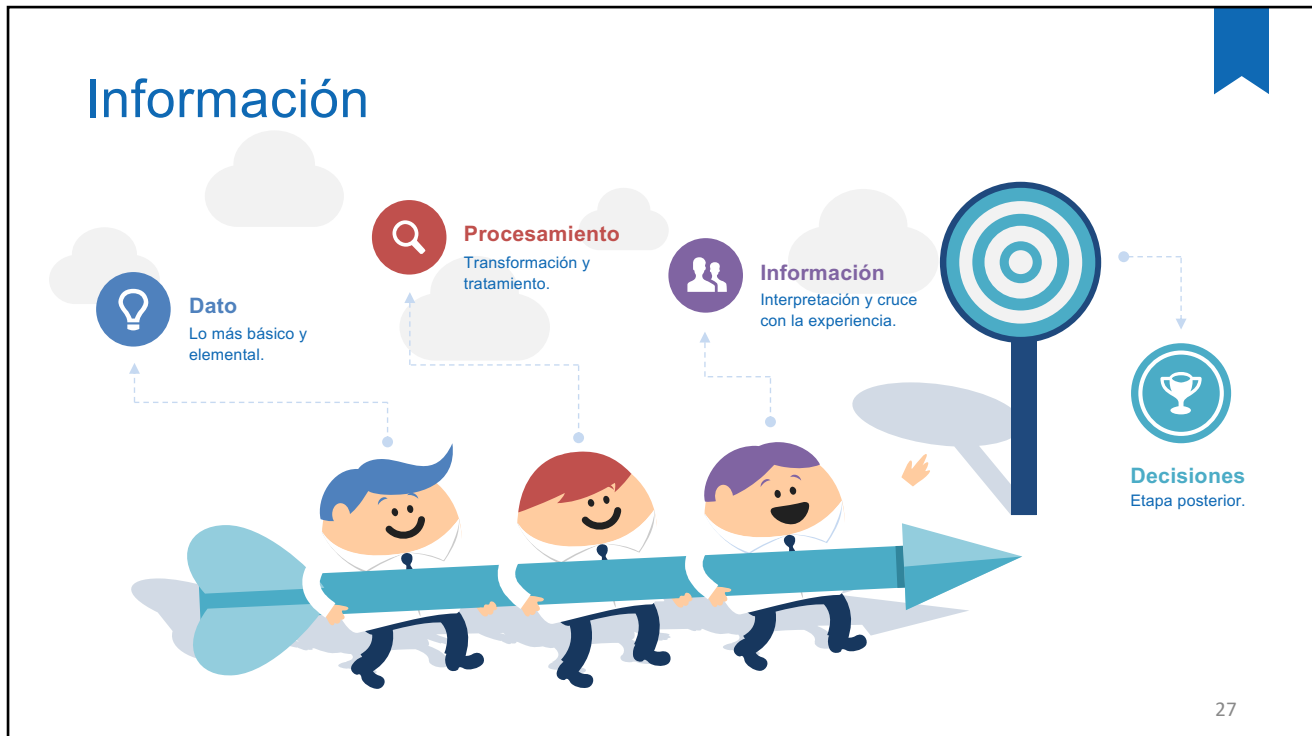 Información
Dato
Lo más básico y
elemental.
Procesamiento
Transformación y
tratamiento.
Información
Interpretación y cruce
con la experiencia.
Decisiones
Etapa posterior.
27